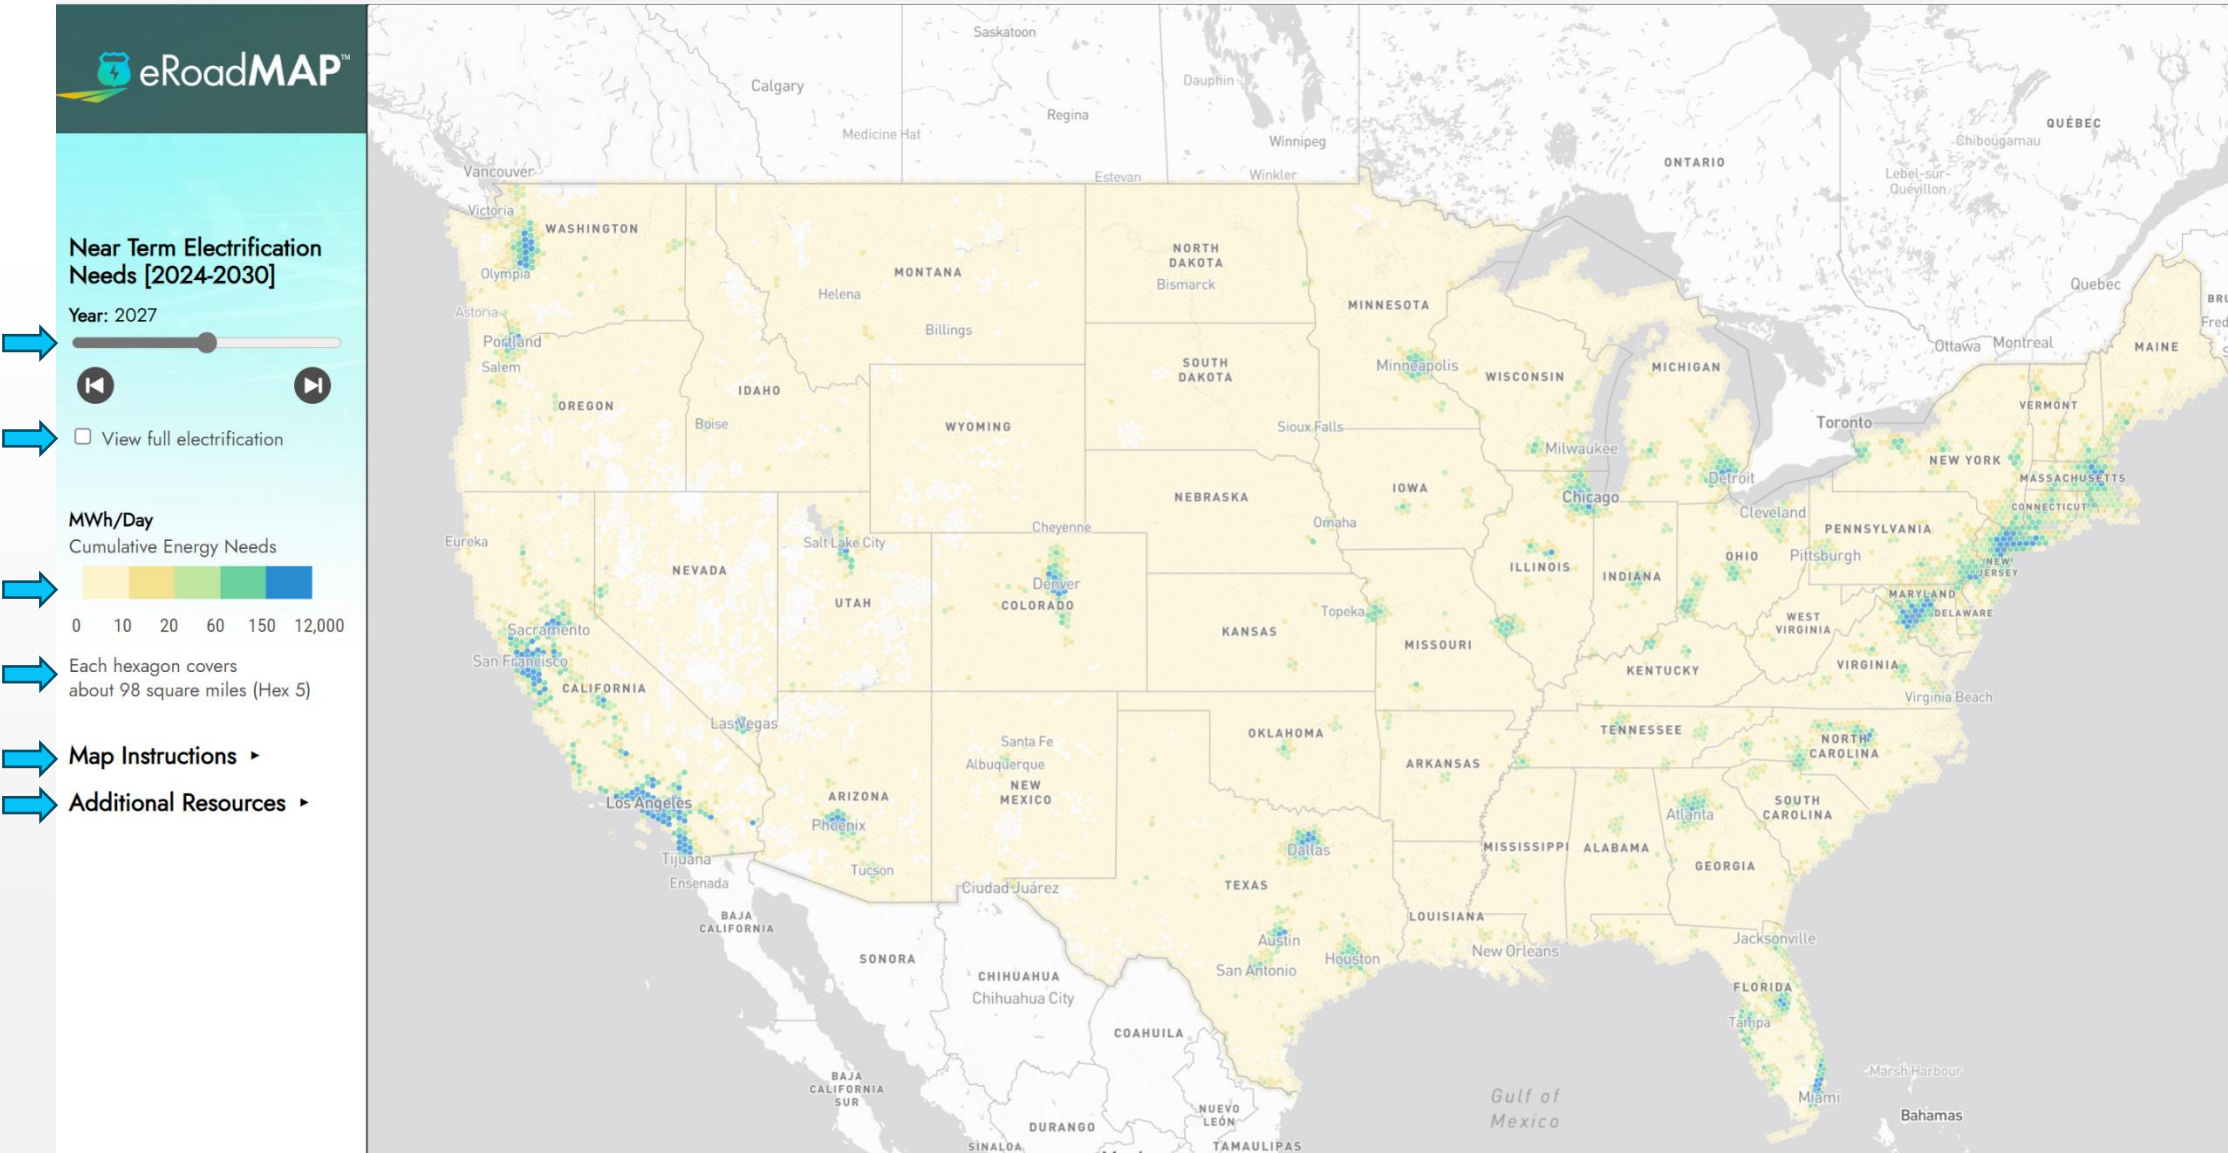 eRoadMAP™
Near Term Electrification
Needs [2024-2030]
Year: 2027
View full electrification
MWh/Day
Cumulative Energy Needs
0 10 20 60 150 12,000
Each hexagon covers
about 98 square miles (Hex 5)
Map Instructions ▸
Additional Resources ▸
Saskatoon
Calgary
Dauphin
Regina
Medicine Hat
Winnipeg
QUÉBEC
Chibougamau
ONTARIO
Vancouver
Estevan
Winkler
Lebel-sur-
Quévillon
Victoria
WASHINGTON
NORTH
DAKOTA
Olympia
MONTANA
Bismarck
Helena
Quebec
Astoria
MINNESOTA
BRU
Fred
Billings
Portland
Ottawa
Montreal
MAINE
Salem
SOUTH
DAKOTA
Minneapolis
WISCONSIN
MICHIGAN
IDAHO
OREGON
VERMONT
Boise
WYOMING
Sioux Falls
Toronto
Milwaukee
NEW YORK
Detroit
MASSACHUSETTS
NEBRASKA
IOWA
Chicago
CONNECTICUT
Cleveland
Eureka
Cheyenne
Omaha
PENNSYLVANIA
Salt Lake City
OHIO
Pittsburgh
NEVADA
ILLINOIS
INDIANA
NEW
JERSEY
Denver
MARYLAND
UTAH
COLORADO
Topeka
DELAWARE
Sacramento
KANSAS
WEST
VIRGINIA
San Francisco
MISSOURI
KENTUCKY
VIRGINIA
CALIFORNIA
Virginia Beach
Las Vegas
OKLAHOMA
TENNESSEE
NORTH
CAROLINA
Santa Fe
Albuquerque
ARKANSAS
NEW
MEXICO
ARIZONA
Los Angeles
SOUTH
CAROLINA
Phoenix
Atlanta
Tijuana
Dallas
MISSISSIPPI
ALABAMA
GEORGIA
Tucson
Ensenada
Ciudad Juárez
TEXAS
BAJA
CALIFORNIA
LOUISIANA
Austin
Jacksonville
SONORA
Houston
New Orleans
San Antonio
CHIHUAHUA
Chihuahua City
FLORIDA
Tampa
COAHUILA
BAJA
CALIFORNIA
SUR
Marsh Harbour
Miami
Gulf of
Mexico
NUEVO
LEÓN
Bahamas
DURANGO
SINALOA
TAMAULIPAS